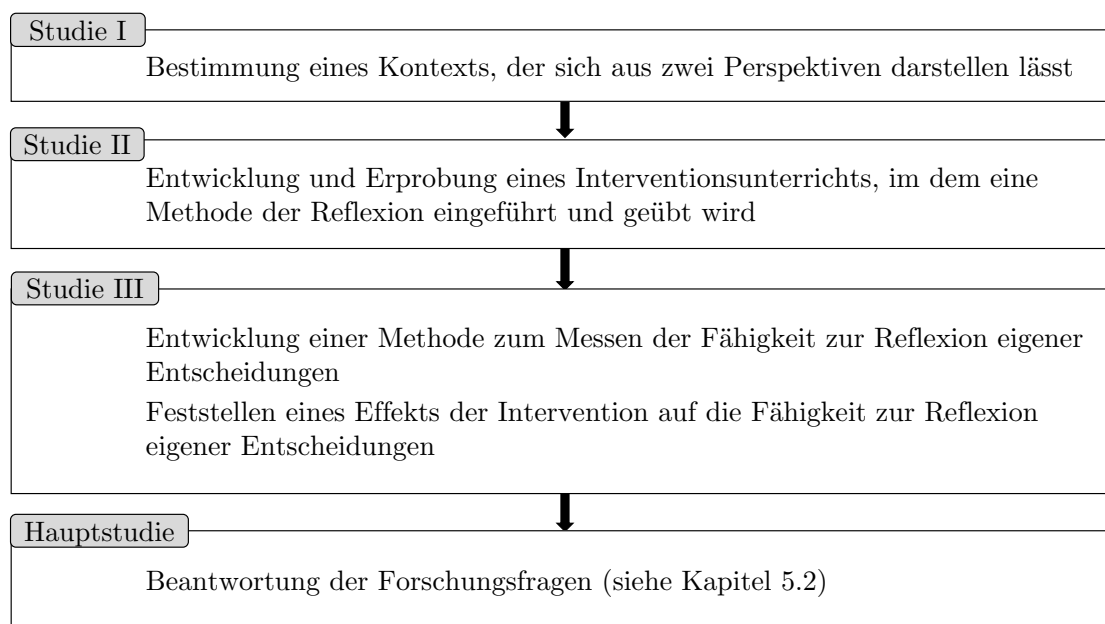 Studie I
Bestimmung eines Kontexts, der sich aus zwei Perspektiven darstellen lässt
Studie II
Entwicklung und Erprobung eines Interventionsunterrichts, im dem eine
Methode der Reflexion eingeführt und geübt wird
Studie III
Entwicklung einer Methode zum Messen der Fähigkeit zur Reflexion eigener
Entscheidungen
Feststellen eines Effekts der Intervention auf die Fähigkeit zur Reflexion
eigener Entscheidungen
Hauptstudie
Beantwortung der Forschungsfragen (siehe Kapitel 5.2)